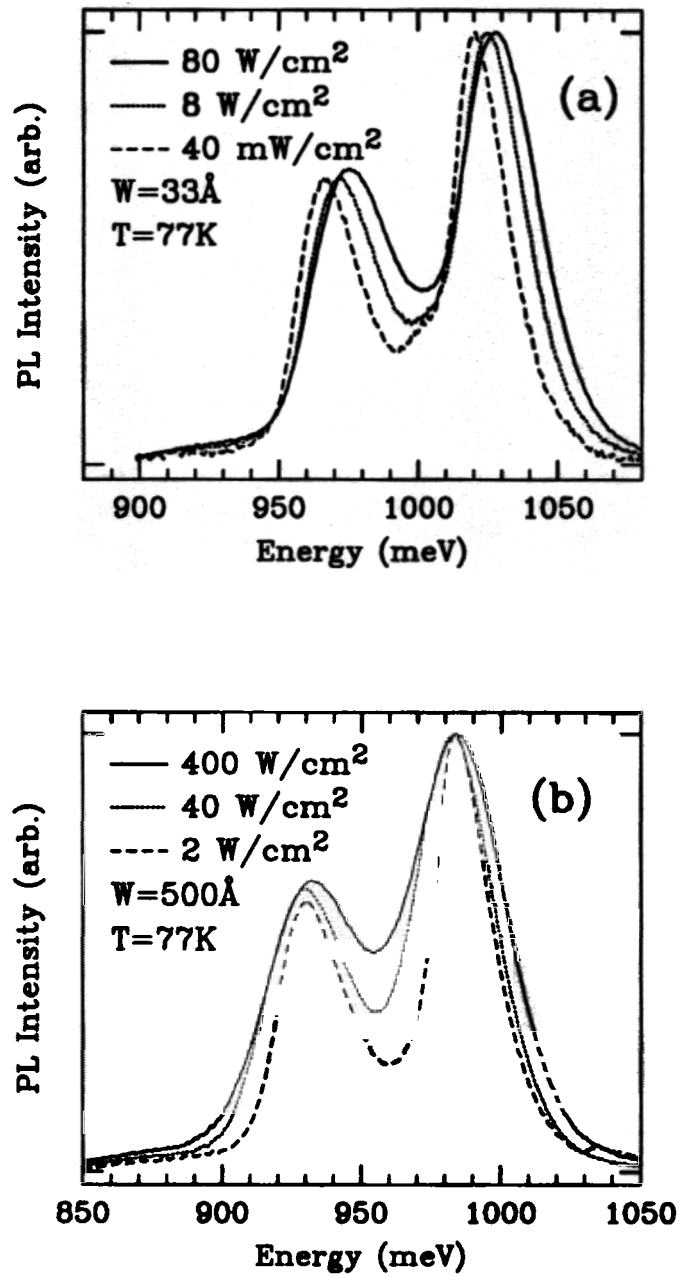 80 W/cm²
8 W/cm²
40 mW/cm²
W=33Å
T=77K
(a)
PL Intensity (arb.)
900 950 1000 1050
Energy (meV)
400 W/cm²
40 W/cm²
2 W/cm²
W=500Å
T=77K
(b)
PL Intensity (arb.)
850 900 950 1000 1050
Energy (meV)